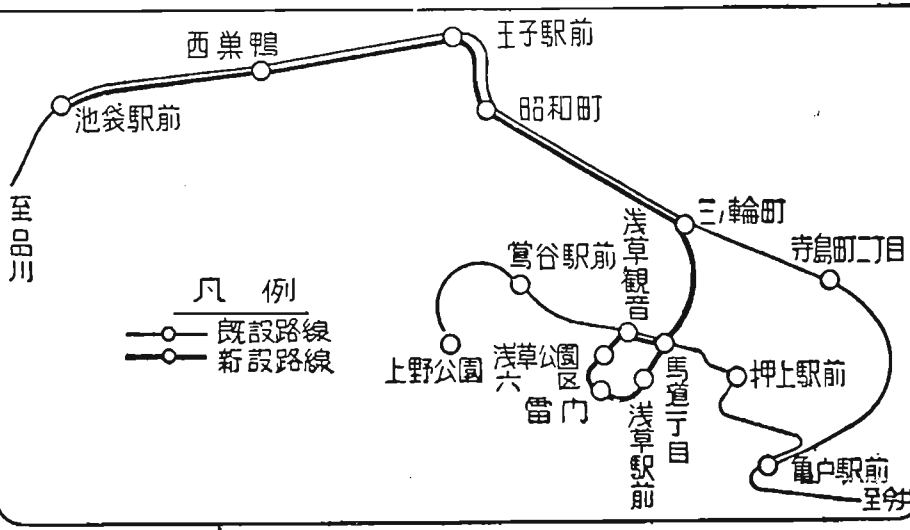 西巣鴨
王子駅前
池袋駅前
昭和町
至品川
三ノ輪町
浅草観音
寺島町二丁目
鶯谷駅前
凡例
既設路線
新設路線
上野公園
浅草公園
六区
雷門
馬道一丁目
押上駅前
浅草駅前
亀戸駅前
至今井